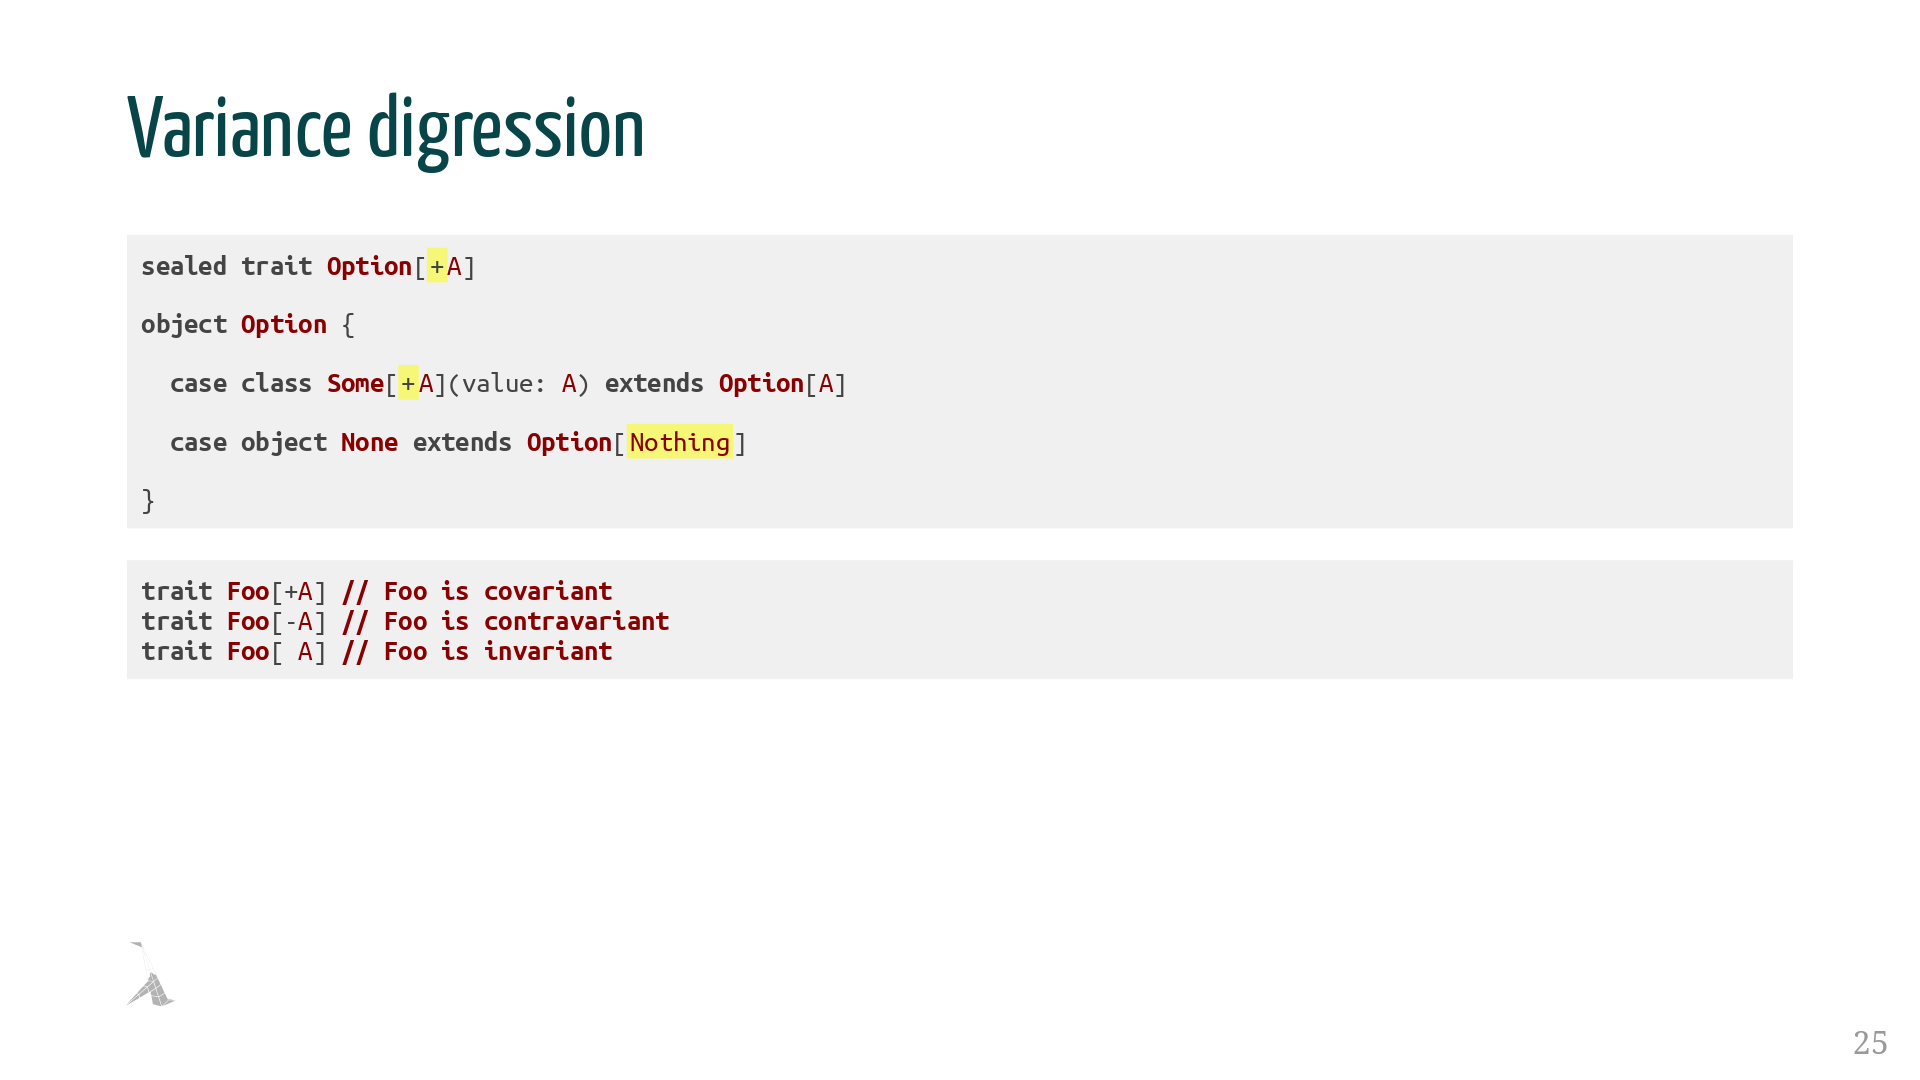 Variance digression
sealed trait Option[+A]
object Option {
  case class Some[+A](value: A) extends Option[A]
  case object None extends Option[Nothing]
}
trait Foo[+A] // Foo is covariant
trait Foo[-A] // Foo is contravariant
trait Foo[ A] // Foo is invariant
25